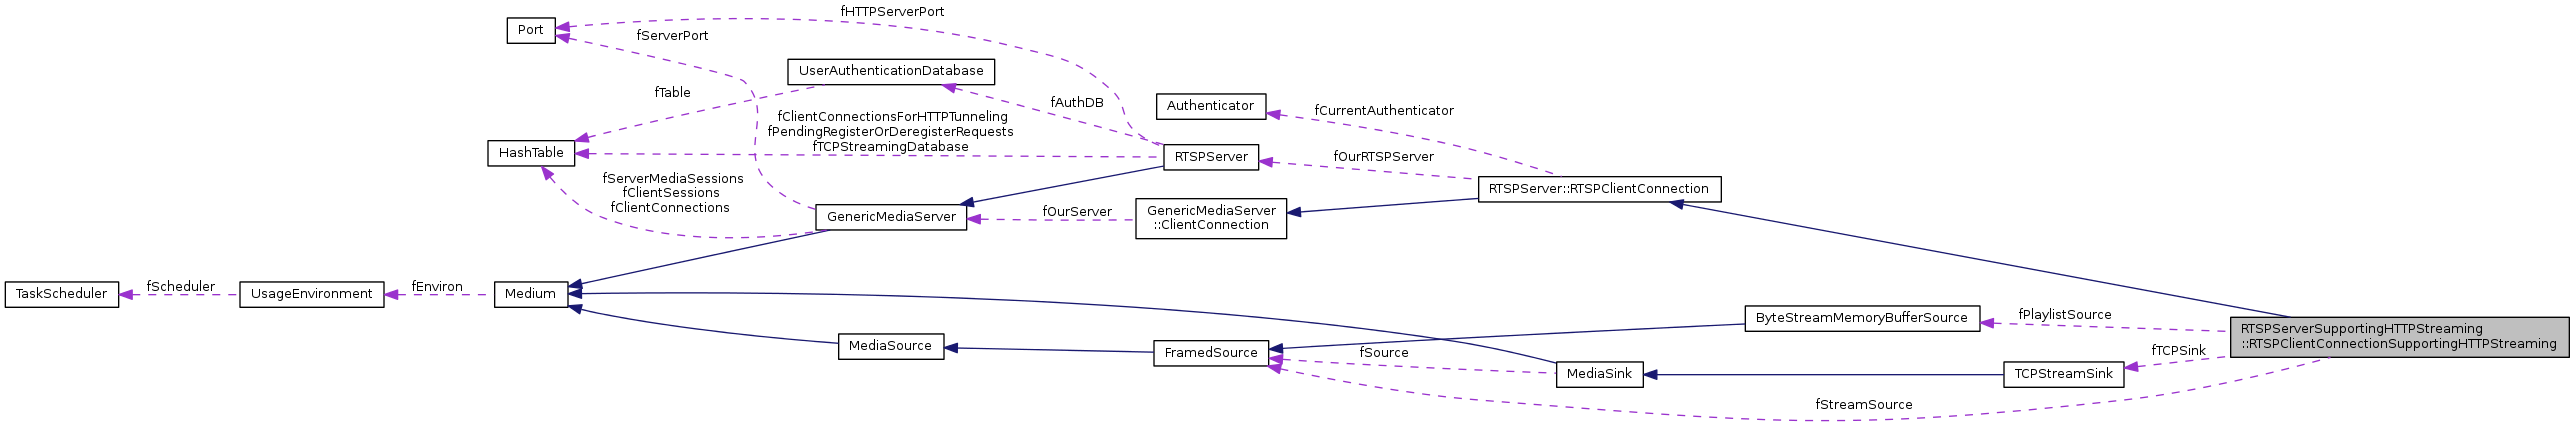 fHTTPServerPort
Port
fServerPort
UserAuthenticationDatabase
fTable
fAuthDB
Authenticator
fCurrentAuthenticator
fClientConnectionsForHTTPTunneling
fPendingRegisterOrDeregisterRequests
fTCPStreamingDatabase
HashTable
RTSPServer
fOurRTSPServer
fServerMediaSessions
fClientSessions
fClientConnections
RTSPServer::RTSPClientConnection
GenericMediaServer
fOurServer
GenericMediaServer
::ClientConnection
TaskScheduler
fScheduler
UsageEnvironment
fEnviron
Medium
ByteStreamMemoryBufferSource
fPlaylistSource
RTSPServerSupportingHTTPStreaming
::RTSPClientConnectionSupportingHTTPStreaming
MediaSource
FramedSource
fSource
fTCPSink
MediaSink
TCPStreamSink
fStreamSource